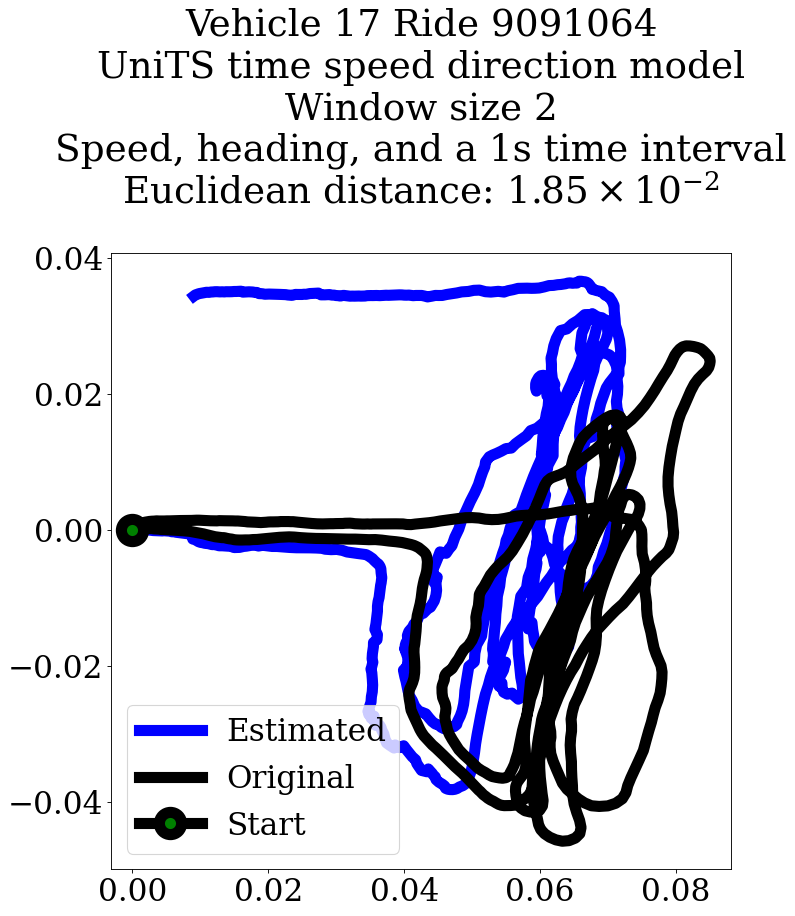 Vehicle 17 Ride 9091064
UniTS time speed direction model
Window size 2
Speed, heading, and a 1s time interval
Euclidean distance: 1.85 × 10⁻²
0.04
0.02
0.00
−0.02
−0.04
Estimated
Original
Start
0.00 0.02 0.04 0.06 0.08